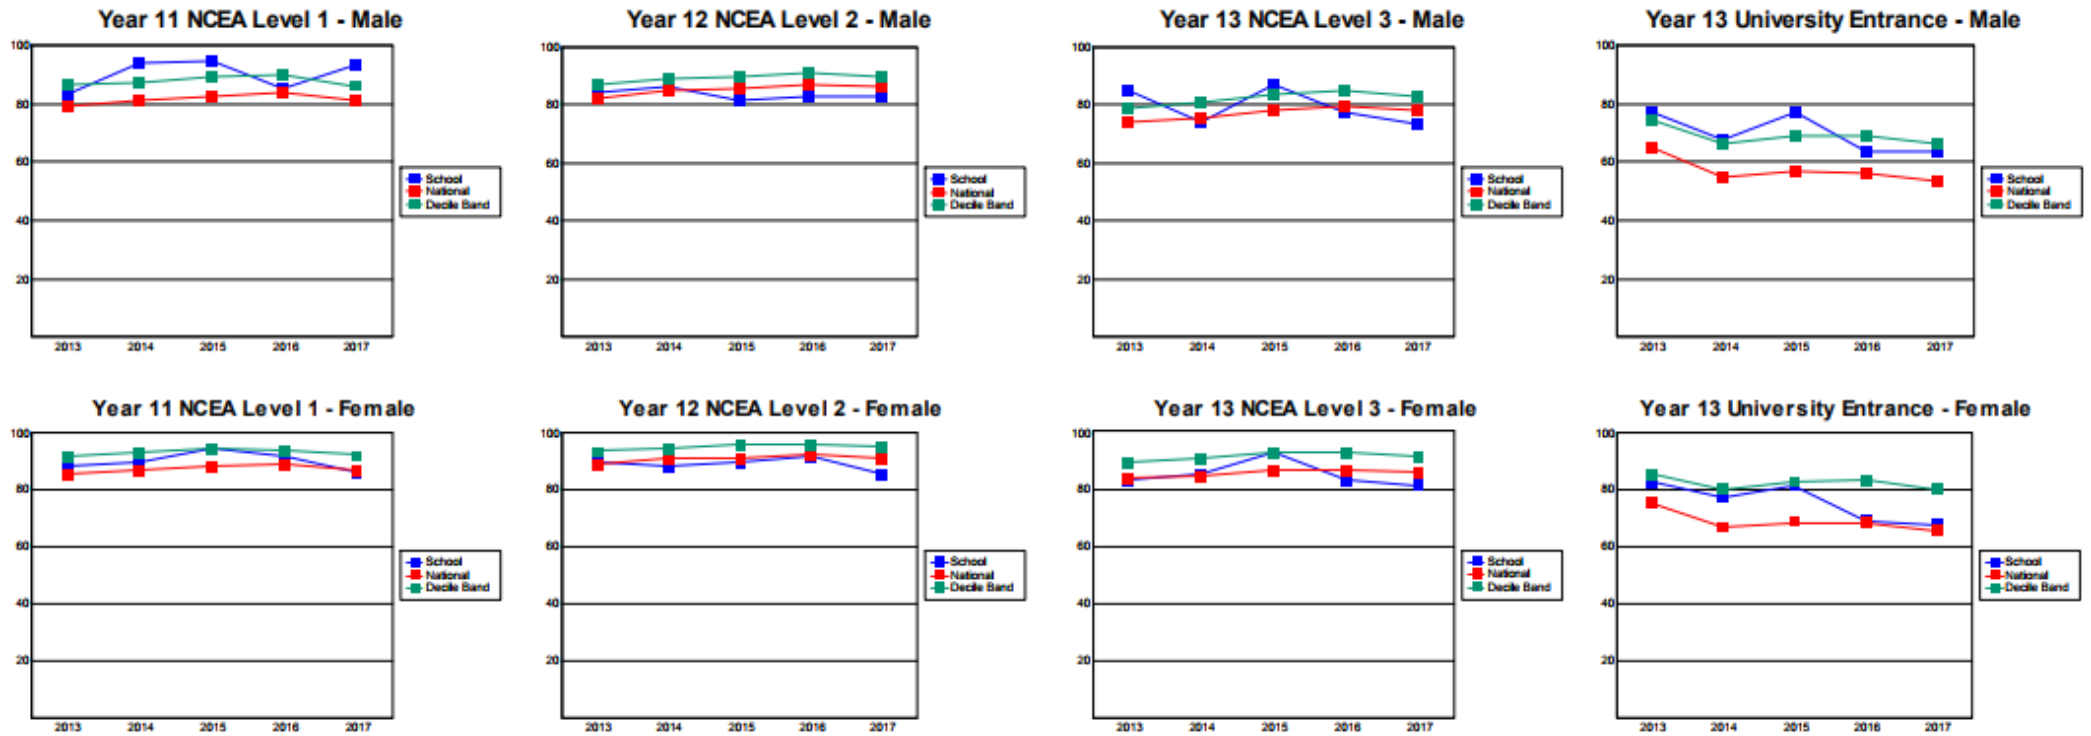 Year 11 NCEA Level 1 - Male
100
80
60
40
20
2013 2014 2015 2016 2017
School
National
Decile Band
Year 12 NCEA Level 2 - Male
100
80
60
40
20
2013 2014 2015 2016 2017
School
National
Decile Band
Year 13 NCEA Level 3 - Male
100
80
60
40
20
2013 2014 2015 2016 2017
School
National
Decile Band
Year 13 University Entrance - Male
100
80
60
40
20
2013 2014 2015 2016 2017
School
National
Decile Band
Year 11 NCEA Level 1 - Female
100
80
60
40
20
2013 2014 2015 2016 2017
School
National
Decile Band
Year 12 NCEA Level 2 - Female
100
80
60
40
20
2013 2014 2015 2016 2017
School
National
Decile Band
Year 13 NCEA Level 3 - Female
100
80
60
40
20
2013 2014 2015 2016 2017
School
National
Decile Band
Year 13 University Entrance - Female
100
80
60
40
20
2013 2014 2015 2016 2017
School
National
Decile Band